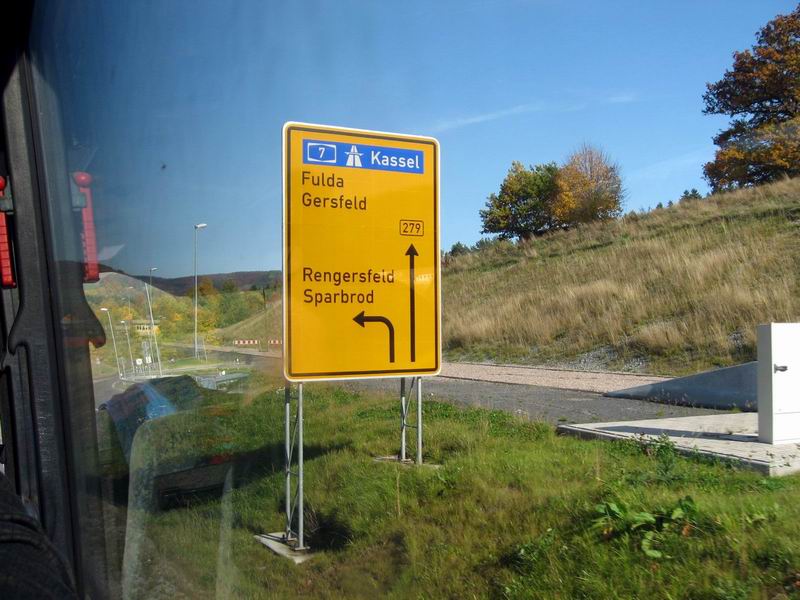 7 Kassel
Fulda
Gersfeld
279
Rengersfeld
Sparbrod